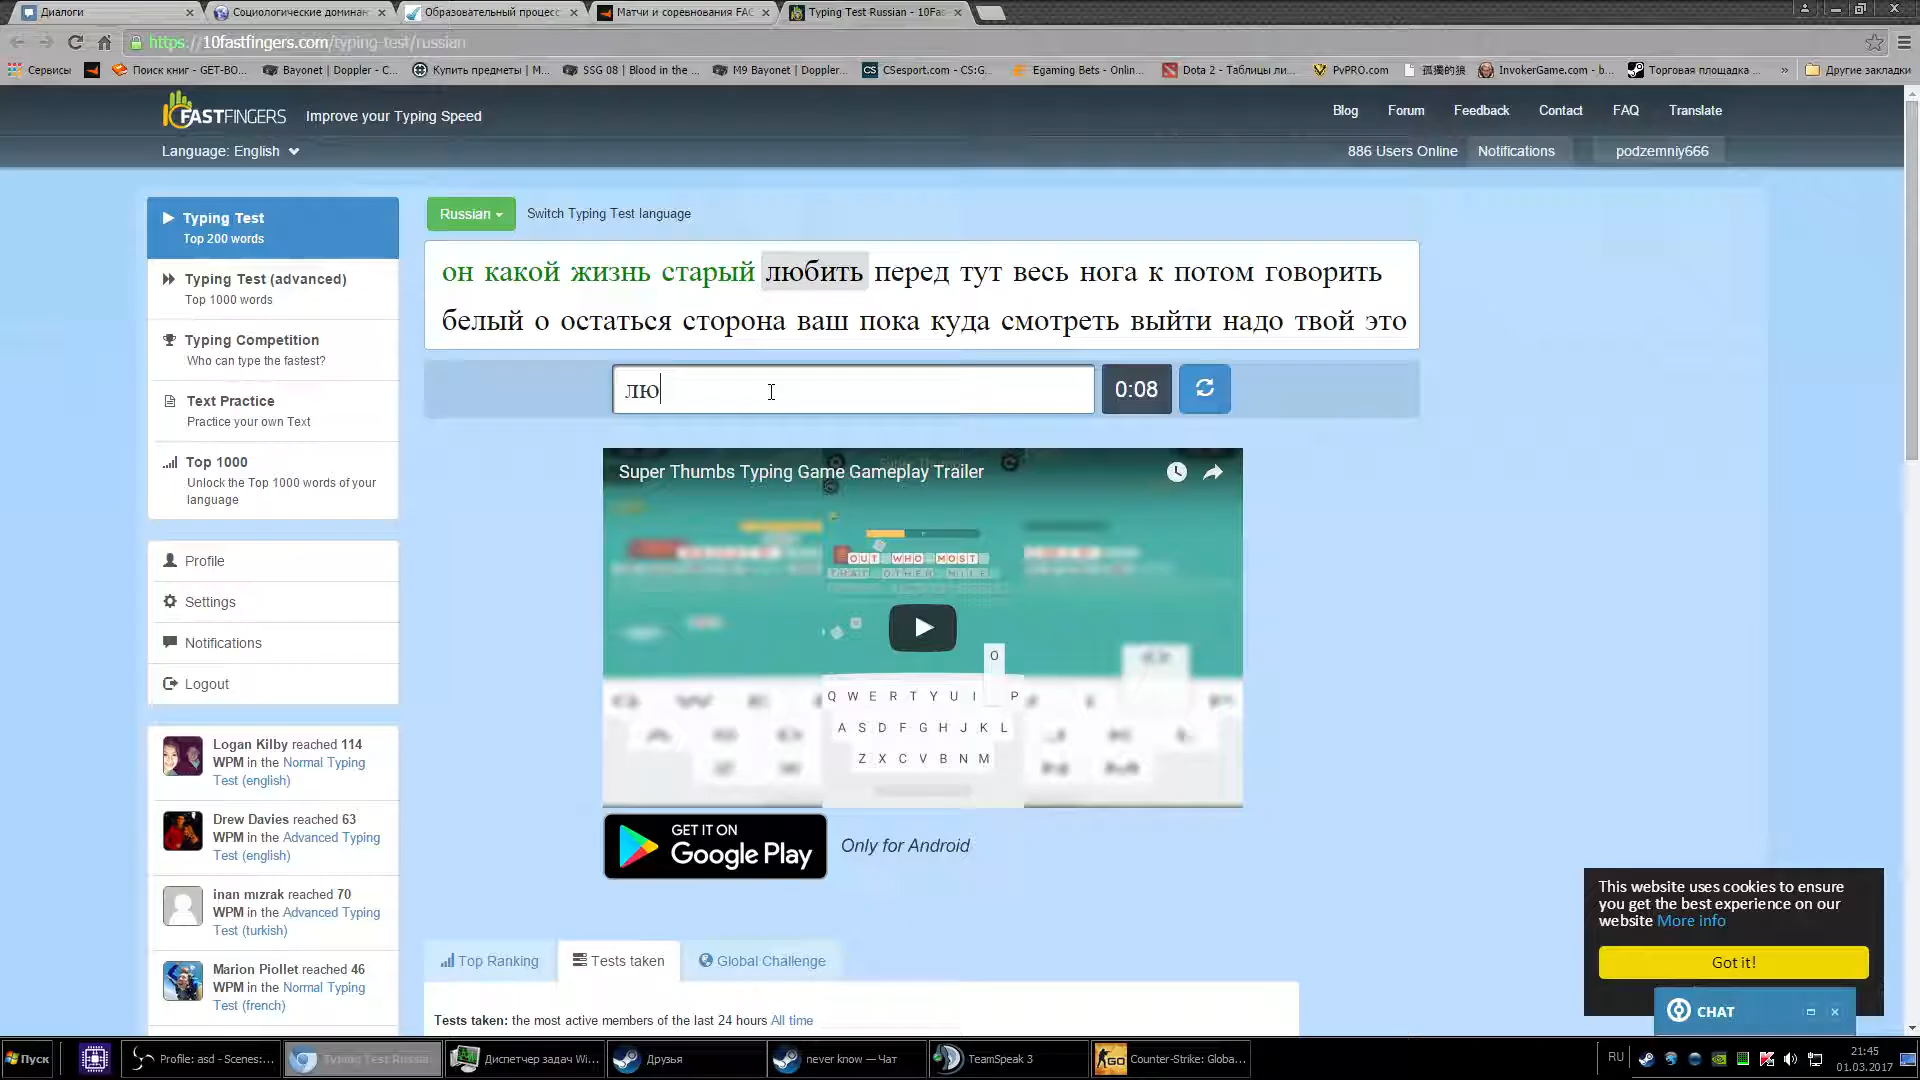 Диалоги
Социологические доминан
Образовательный процесс
Матчи и соревнования FAC
Typing Test Russian - 10Fas
https://10fastfingers.com/typing-test/russian
Сервисы
Поиск книг - GET-BO...
Bayonet | Doppler - C...
Купить предметы | M...
SSG 08 | Blood in the ...
M9 Bayonet | Doppler...
CSesport.com - CS:G...
Egaming Bets - Onlin...
Dota 2 - Таблицы ли...
PvPRO.com
孤獨的狼
InvokerGame.com - b...
Торговая площадка ...
»
Другие закладки
10FASTFINGERS
Improve your Typing Speed
Blog
Forum
Feedback
Contact
FAQ
Translate
Language: English
886 Users Online
Notifications
podzemniy666
Typing Test
Top 200 words
Typing Test (advanced)
Top 1000 words
Typing Competition
Who can type the fastest?
Text Practice
Practice your own Text
Top 1000
Unlock the Top 1000 words of your
language
Profile
Settings
Notifications
Logout
Logan Kilby reached 114
WPM in the Normal Typing
Test (english)
Drew Davies reached 63
WPM in the Advanced Typing
Test (english)
inan mızrak reached 70
WPM in the Advanced Typing
Test (turkish)
Marion Piollet reached 46
WPM in the Normal Typing
Test (french)
Russian
Switch Typing Test language
он какой жизнь старый любить перед тут весь нога к потом говорить
белый о остаться сторона ваш пока куда смотреть выйти надо твой это
лю
0:08
Super Thumbs Typing Game Gameplay Trailer
OUT WHO MOST
THAT OTHER MILE
O
Q W E R T Y U I P
A S D F G H J K L
Z X C V B N M
GET IT ON
Google Play
Only for Android
Top Ranking
Tests taken
Global Challenge
Tests taken: the most active members of the last 24 hours All time
This website uses cookies to ensure
you get the best experience on our
website More info
Got it!
CHAT
Пуск
Profile: asd - Scenes:...
Typing Test Russia
Диспетчер задач Wi...
Друзья
never know — Чат
TeamSpeak 3
GO
Counter-Strike: Globa...
RU
21:45
01.03.2017